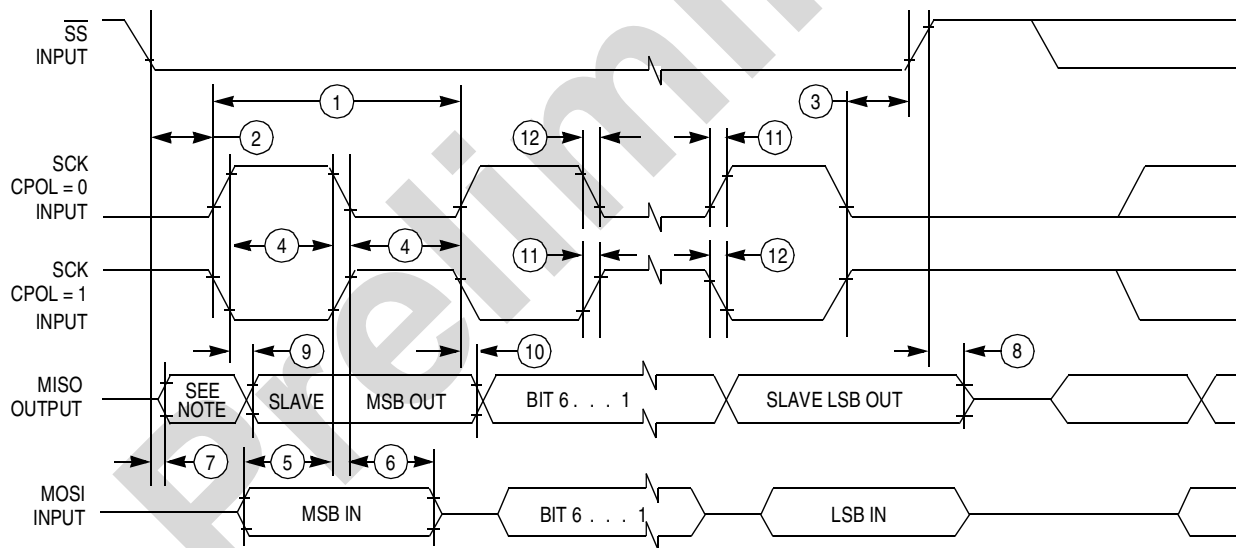 SS
INPUT
1
3
2
12
11
SCK
CPOL = 0
INPUT
4
4
SCK
CPOL = 1
INPUT
11
12
9
10
8
MISO
OUTPUT
SEE
NOTE
SLAVE
MSB OUT
BIT 6 . . . 1
SLAVE LSB OUT
7
5
6
MOSI
INPUT
MSB IN
BIT 6 . . . 1
LSB IN
Prelim